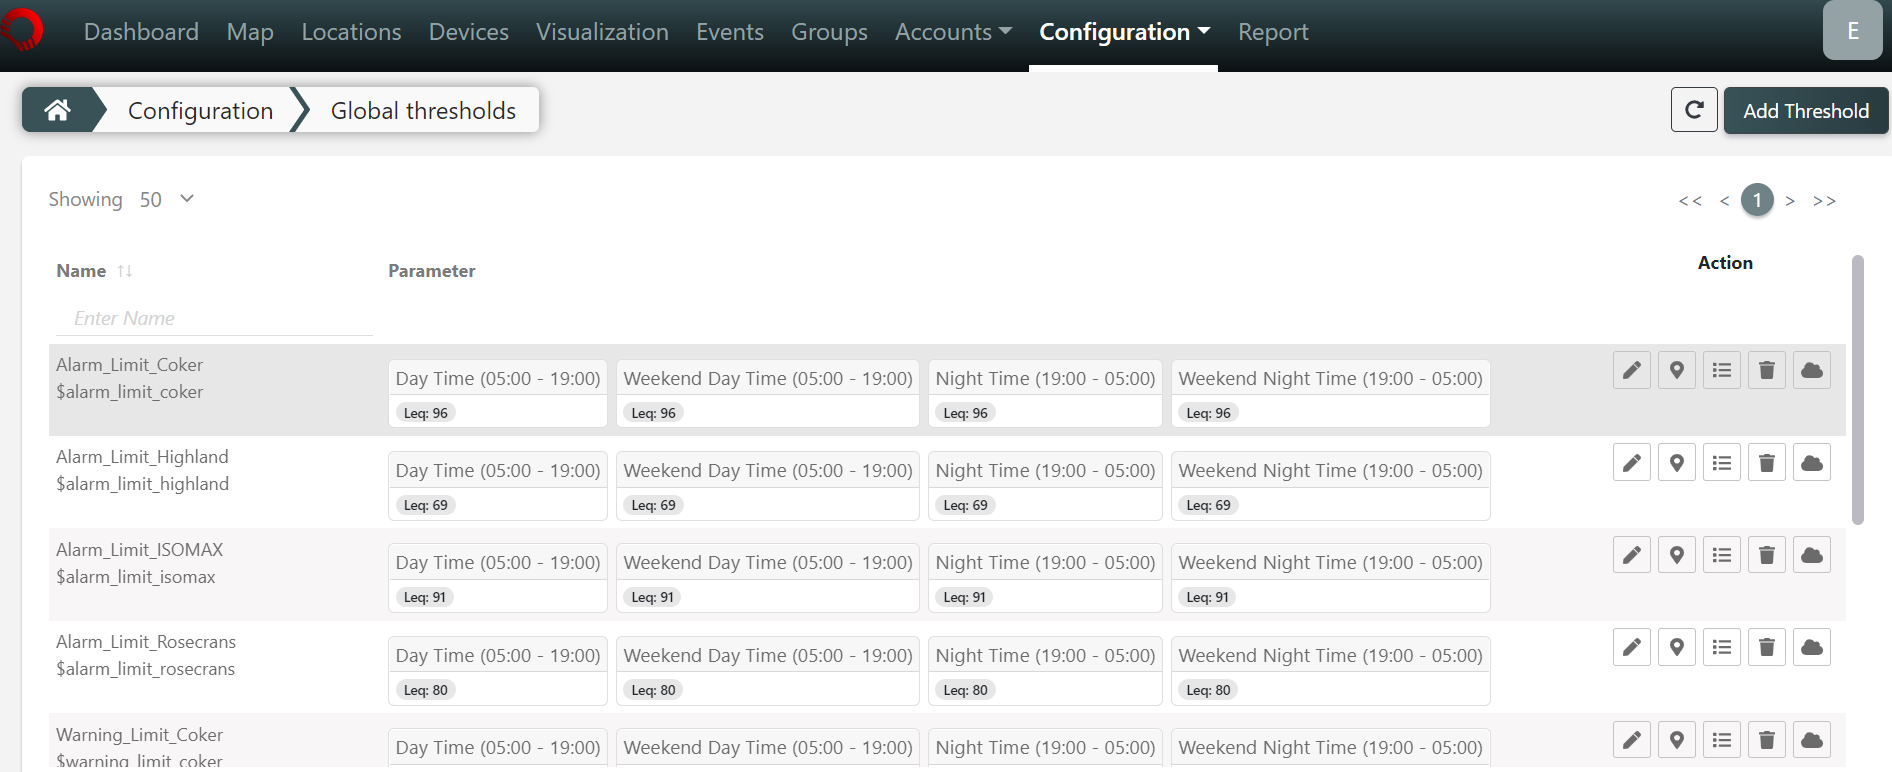 Dashboard Map Locations Devices Visualization Events Groups Accounts Configuration Report E
Configuration Global thresholds Add Threshold
Showing 50 << < 1 > >>
Name Parameter Action
Enter Name
Alarm_Limit_Coker
$alarm_limit_coker
Day Time (05:00 - 19:00) Weekend Day Time (05:00 - 19:00) Night Time (19:00 - 05:00) Weekend Night Time (19:00 - 05:00)
Leq: 96 Leq: 96 Leq: 96 Leq: 96
Alarm_Limit_Highland
$alarm_limit_highland
Day Time (05:00 - 19:00) Weekend Day Time (05:00 - 19:00) Night Time (19:00 - 05:00) Weekend Night Time (19:00 - 05:00)
Leq: 69 Leq: 69 Leq: 69 Leq: 69
Alarm_Limit_ISOMAX
$alarm_limit_isomax
Day Time (05:00 - 19:00) Weekend Day Time (05:00 - 19:00) Night Time (19:00 - 05:00) Weekend Night Time (19:00 - 05:00)
Leq: 91 Leq: 91 Leq: 91 Leq: 91
Alarm_Limit_Rosecrans
$alarm_limit_rosecrans
Day Time (05:00 - 19:00) Weekend Day Time (05:00 - 19:00) Night Time (19:00 - 05:00) Weekend Night Time (19:00 - 05:00)
Leq: 80 Leq: 80 Leq: 80 Leq: 80
Warning_Limit_Coker
$warning_limit_coker
Day Time (05:00 - 19:00) Weekend Day Time (05:00 - 19:00) Night Time (19:00 - 05:00) Weekend Night Time (19:00 - 05:00)